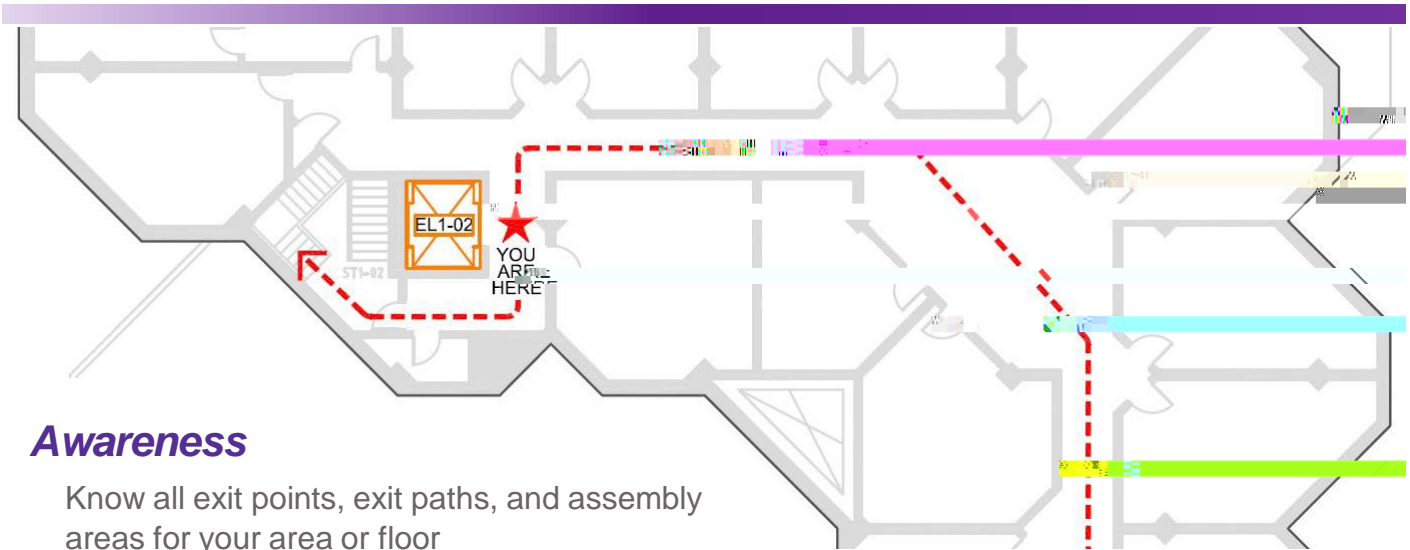 EL1-02
YOU
ARE
HERE
ST1-02
Awareness
Know all exit points, exit paths, and assembly
areas for your area or floor